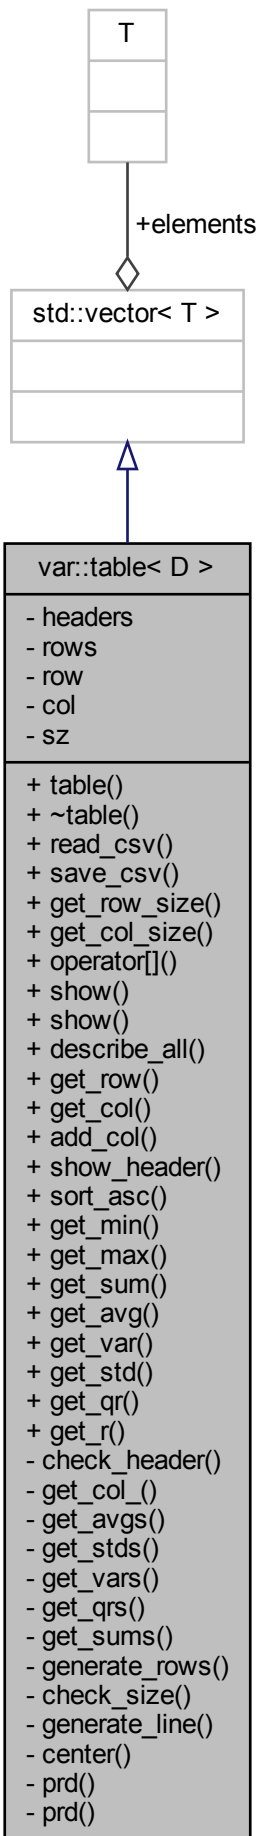 T
+elements
std::vector< T >
var::table< D >
- headers
- rows
- row
- col
- sz
+ table()
+ ~table()
+ read_csv()
+ save_csv()
+ get_row_size()
+ get_col_size()
+ operator[]()
+ show()
+ show()
+ describe_all()
+ get_row()
+ get_col()
+ add_col()
+ show_header()
+ sort_asc()
+ get_min()
+ get_max()
+ get_sum()
+ get_avg()
+ get_var()
+ get_std()
+ get_qr()
+ get_r()
- check_header()
- get_col_()
- get_avgs()
- get_stds()
- get_vars()
- get_qrs()
- get_sums()
- generate_rows()
- check_size()
- generate_line()
- center()
- prd()
- prd()